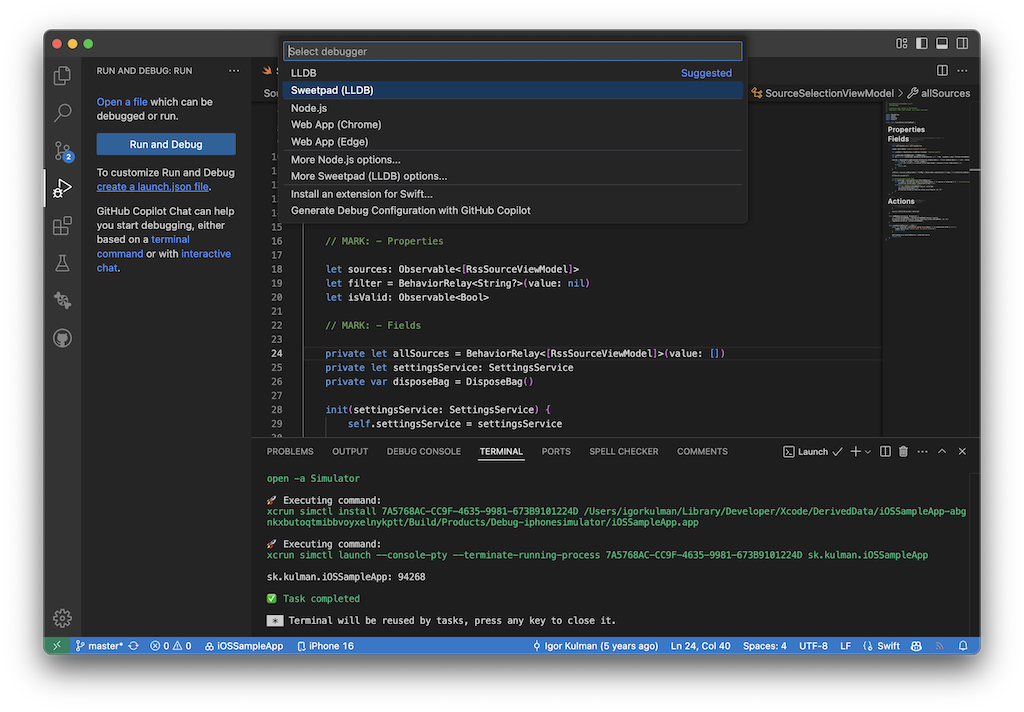 Select debugger
LLDB Suggested
Sweetpad (LLDB)
Node.js
Web App (Chrome)
Web App (Edge)
More Node.js options...
More Sweetpad (LLDB) options...
Install an extension for Swift...
Generate Debug Configuration with GitHub Copilot
RUN AND DEBUG: RUN
Open a file which can be
debugged or run.
Run and Debug
To customize Run and Debug
create a launch.json file.
GitHub Copilot Chat can help
you start debugging, either
based on a terminal
command or with interactive
chat.
2
SourceSelectionViewModel > allSources
Properties
Fields
Actions
15
16 // MARK: - Properties
17
18 let sources: Observable<[RssSourceViewModel]>
19 let filter = BehaviorRelay<String?>(value: nil)
20 let isValid: Observable<Bool>
21
22 // MARK: - Fields
23
24 private let allSources = BehaviorRelay<[RssSourceViewModel]>(value: [])
25 private let settingsService: SettingsService
26 private var disposeBag = DisposeBag()
27
28 init(settingsService: SettingsService) {
29 self.settingsService = settingsService
PROBLEMS OUTPUT DEBUG CONSOLE TERMINAL PORTS SPELL CHECKER COMMENTS Launch
open -a Simulator
🚀 Executing command:
xcrun simctl install 7A5768AC-CC9F-4635-9981-673B9101224D /Users/igorkulman/Library/Developer/Xcode/DerivedData/iOSSampleApp-abg
nkxbutoqtmibbvoyxelnykptt/Build/Products/Debug-iphonesimulator/iOSSampleApp.app
🚀 Executing command:
xcrun simctl launch --console-pty --terminate-running-process 7A5768AC-CC9F-4635-9981-673B9101224D sk.kulman.iOSSampleApp
sk.kulman.iOSSampleApp: 94268
✅ Task completed
* Terminal will be reused by tasks, press any key to close it.
master* 0 0 iOSSampleApp iPhone 16 Igor Kulman (5 years ago) Ln 24, Col 40 Spaces: 4 UTF-8 LF Swift